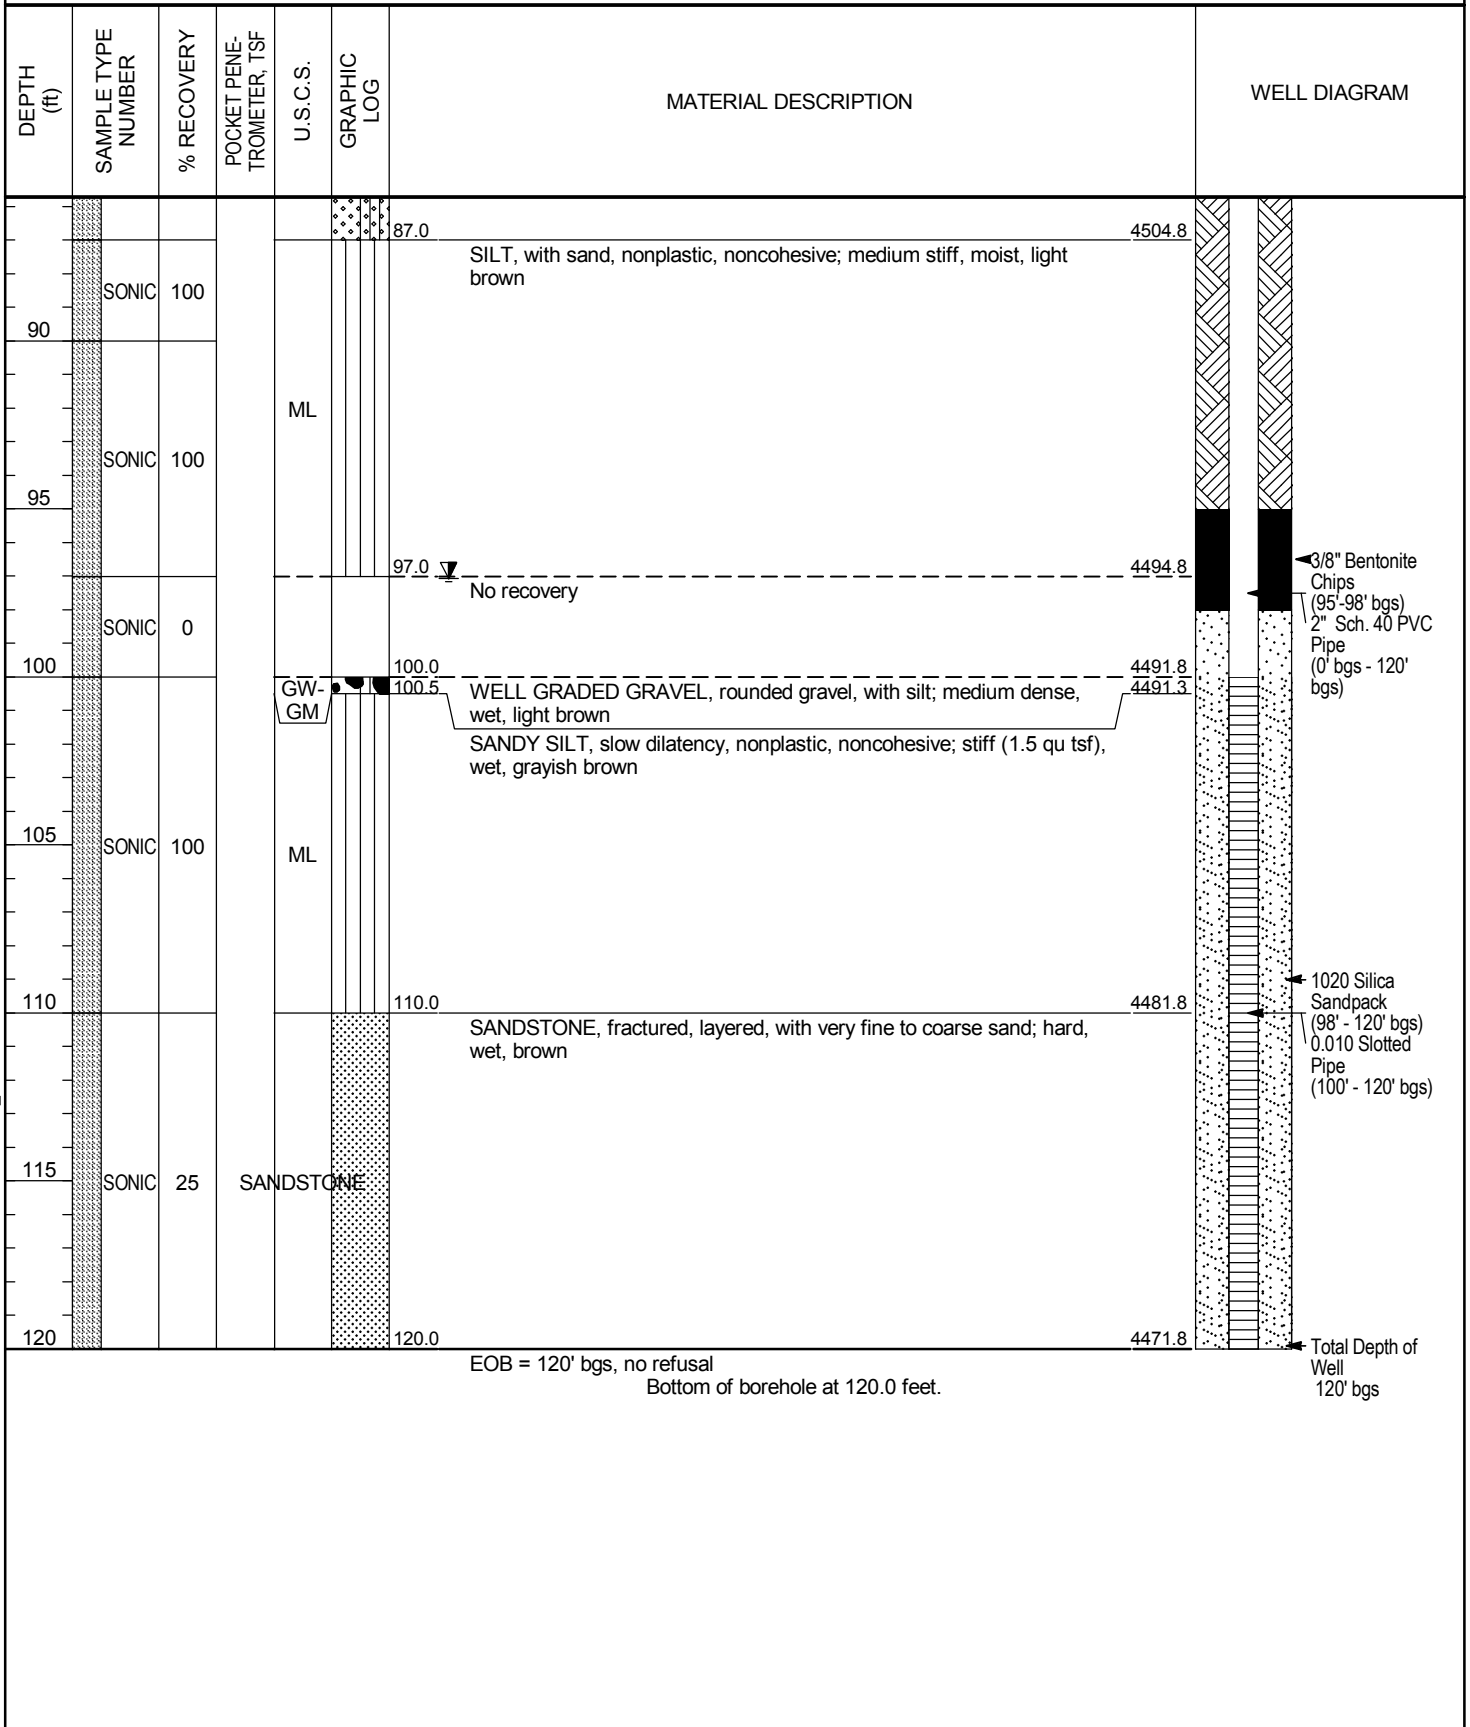 DEPTH
(ft)
SAMPLE TYPE
NUMBER
% RECOVERY
POCKET PENE-
TROMETER, TSF
U.S.C.S.
GRAPHIC
LOG
MATERIAL DESCRIPTION
WELL DIAGRAM
87.0 4504.8
SILT, with sand, nonplastic, noncohesive; medium stiff, moist, light
brown
SONIC 100
90
ML
SONIC 100
95
3/8" Bentonite
Chips
(95'-98' bgs)
2" Sch. 40 PVC
Pipe
(0' bgs - 120'
bgs)
97.0 4494.8
No recovery
SONIC 0
100
100.0 4491.8
GW-
GM
100.5 4491.3
WELL GRADED GRAVEL, rounded gravel, with silt; medium dense,
wet, light brown
SANDY SILT, slow dilatency, nonplastic, noncohesive; stiff (1.5 qu tsf),
wet, grayish brown
105
SONIC 100
ML
1020 Silica
Sandpack
(98' - 120' bgs)
0.010 Slotted
Pipe
(100' - 120' bgs)
110
110.0 4481.8
SANDSTONE, fractured, layered, with very fine to coarse sand; hard,
wet, brown
115
SONIC 25 SANDSTONE
120
120.0 4471.8
EOB = 120' bgs, no refusal
Bottom of borehole at 120.0 feet.
Total Depth of
Well
120' bgs